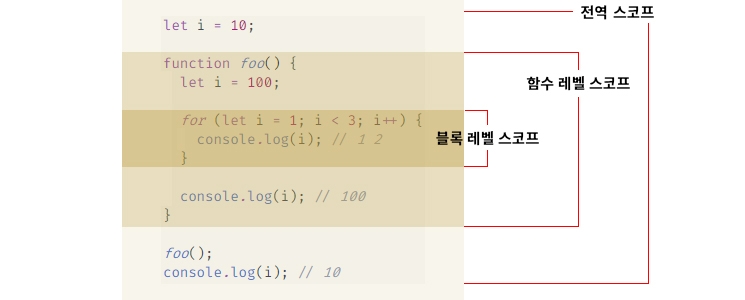 전역 스코프
let i = 10;
function foo() {
let i = 100;
함수 레벨 스코프
for (let i = 1; i < 3; i++) {
console.log(i); // 1 2
블록 레벨 스코프
}
console.log(i); // 100
}
foo();
console.log(i); // 10